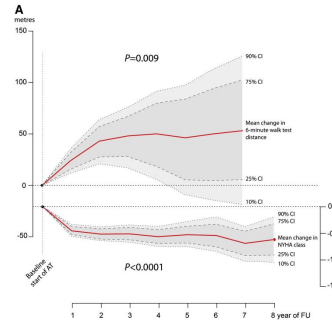 A
metres
150
P=0.009
90% CI
75% CI
100
50
Mean change in
6-minute walk test
distance
25% CI
10% CI
0
0
90% CI
75% CI
Mean change in
NYHA class
25% CI
10% CI
-50
P<0.0001
Baseline
start of AT
1 2 3 4 5 6 7 8 year of FU